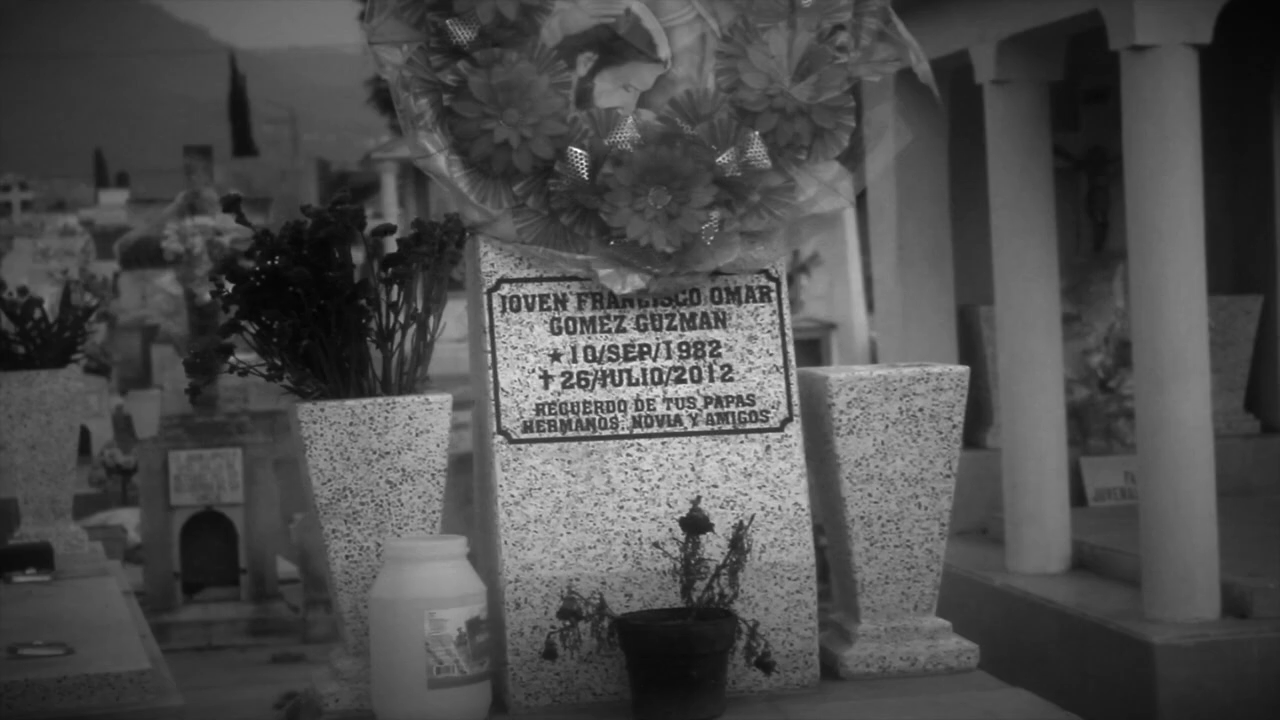 JOVEN FRANCISCO OMAR
GOMEZ GUZMAN
★10/SEP/1982
✝26/JULIO/2012
RECUERDO DE TUS PAPAS
HERMANOS, NOVIA Y AMIGOS